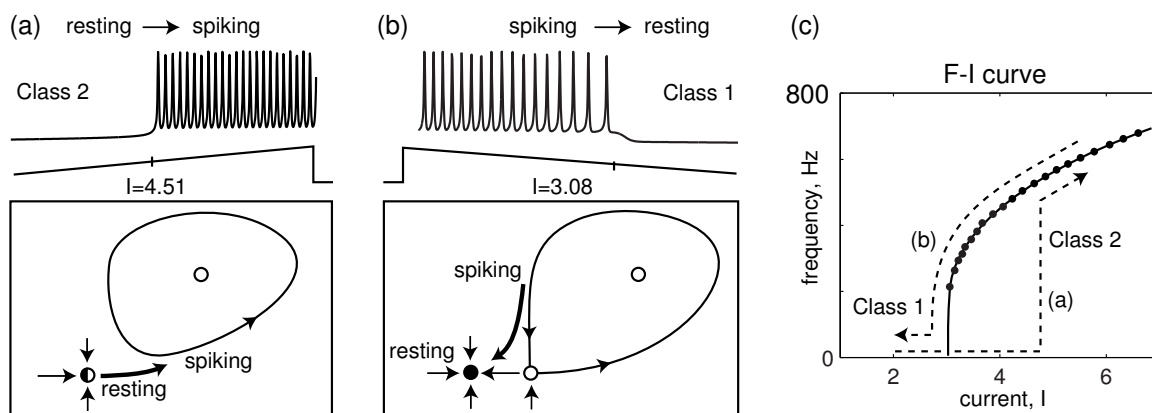 (a)
resting → spiking
Class 2
I=4.51
spiking
resting
(b)
spiking → resting
Class 1
I=3.08
spiking
resting
(c)
F-I curve
800
frequency, Hz
(b)
Class 2
Class 1
(a)
0
2 4 6
current, I